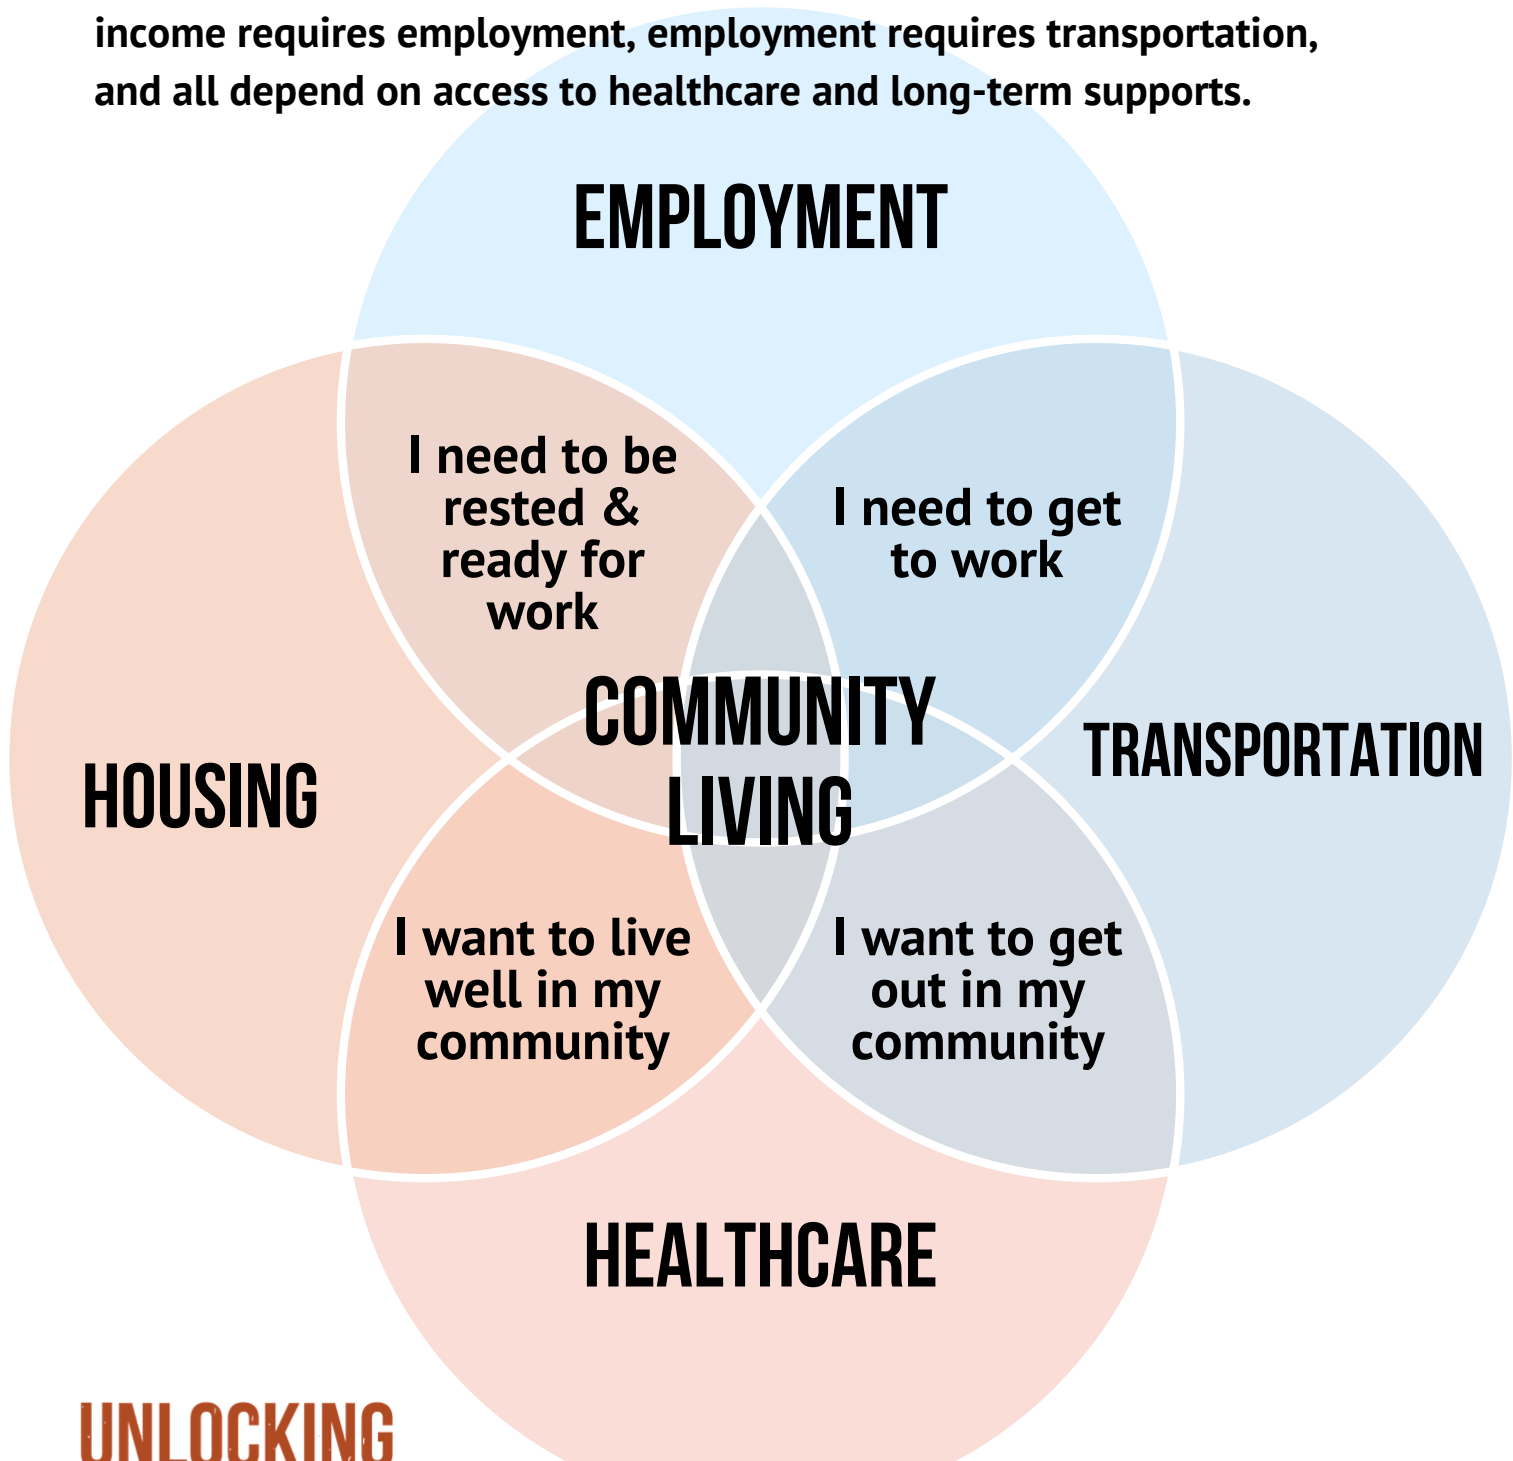 income requires employment, employment requires transportation,
and all depend on access to healthcare and long-term supports.
EMPLOYMENT
I need to be
rested &
ready for
work
I need to get
to work
COMMUNITY
LIVING
HOUSING
TRANSPORTATION
I want to live
well in my
community
I want to get
out in my
community
HEALTHCARE
UNLOCKING